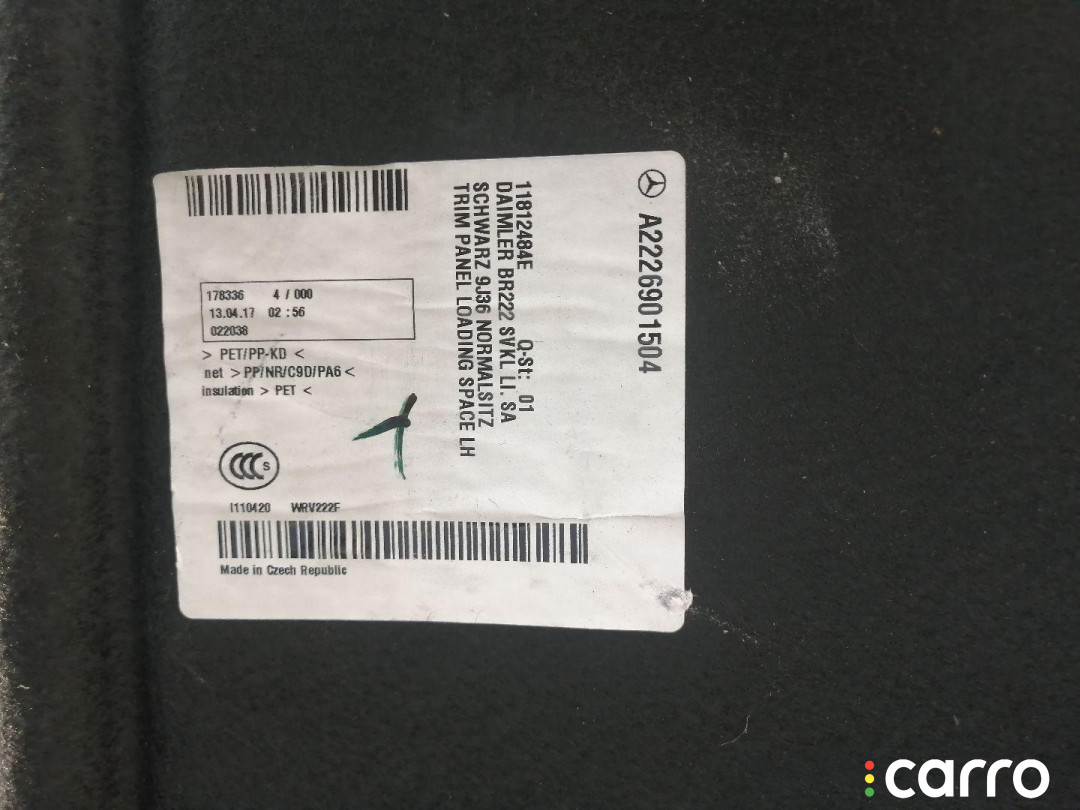 A2226901504
11812484E Q-St: 01
DAIMLER BR222 SVKL LI. SA
SCHWARZ 9J36 NORMALSITZ
TRIM PANEL LOADING SPACE LH
178336 4 / 000
13.04.17 02 :56
022038
> PET/PP-KD <
net >PP/NR/C9D/PA6 <
insulation > PET <
CCC S
I110420 WRV222F
Made in Czech Republic
carro